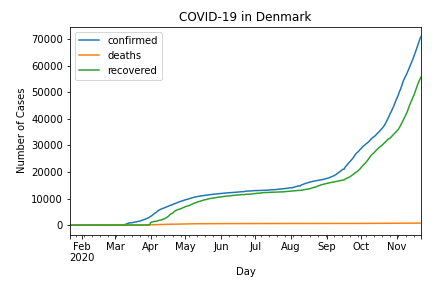 COVID-19 in Denmark
confirmed
deaths
recovered
Number of Cases
70000
60000
50000
40000
30000
20000
10000
0
Feb Mar Apr May Jun Jul Aug Sep Oct Nov
2020
Day